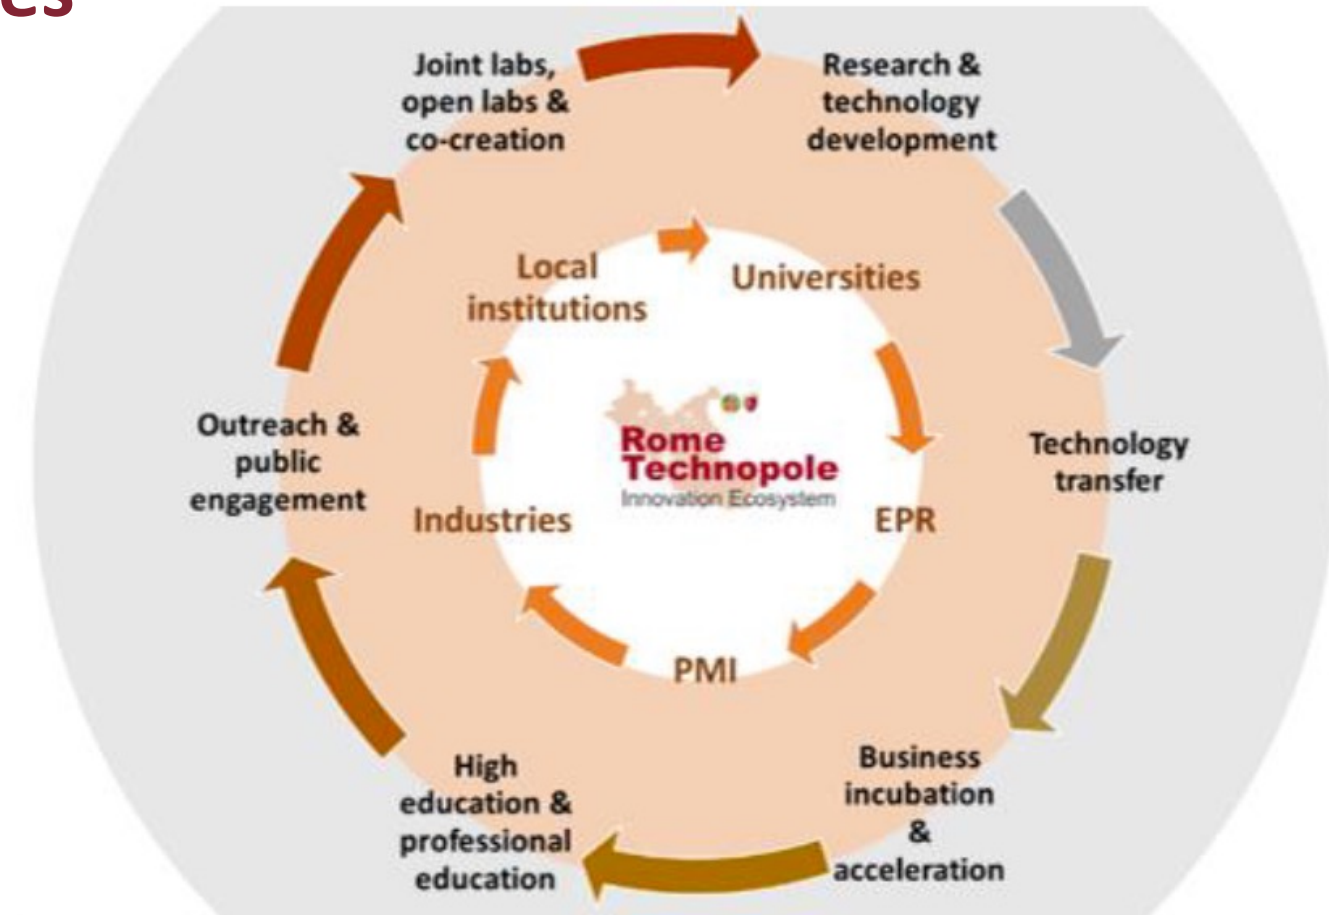 Joint labs,
open labs &
co-creation
Research &
technology
development
Local
institutions
Universities
Outreach &
public
engagement
Rome
Technopole
Innovation Ecosystem
Technology
transfer
Industries
EPR
PMI
High
education &
professional
education
Business
incubation
&
acceleration